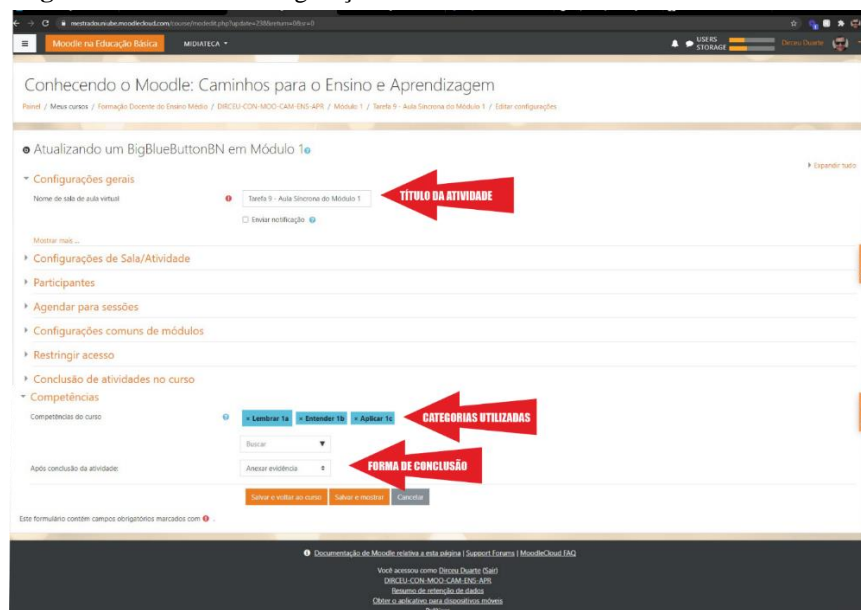 mestradouniube.moodlecloud.com/course/modedit.php?update=238&return=0&sr=0
Moodle na Educação Básica MIDIATECA USERS STORAGE Dirceu Duarte
Conhecendo o Moodle: Caminhos para o Ensino e Aprendizagem
Painel / Meus cursos / Formação Docente do Ensino Médio / DIRCEU-CON-MOO-CAM-ENS-APR / Módulo 1 / Tarefa 9 - Aula Síncrona do Módulo 1 / Editar configurações
Atualizando um BigBlueButtonBN em Módulo 1
Expandir tudo
Configurações gerais
Nome de sala de aula virtual Tarefa 9 - Aula Síncrona do Módulo 1 TÍTULO DA ATIVIDADE
Enviar notificação
Mostrar mais ...
Configurações de Sala/Atividade
Participantes
Agendar para sessões
Configurações comuns de módulos
Restringir acesso
Conclusão de atividades no curso
Competências
Competências do curso × Lembrar 1a × Entender 1b × Aplicar 1c CATEGORIAS UTILIZADAS
Buscar ▼
Após conclusão da atividade: Anexar evidência FORMA DE CONCLUSÃO
Salvar e voltar ao curso Salvar e mostrar Cancelar
Este formulário contém campos obrigatórios marcados com .
Documentação de Moodle relativa a esta página | Support Forums | MoodleCloud FAQ
Você acessou como Dirceu Duarte (Sair)
DIRCEU-CON-MOO-CAM-ENS-APR
Resumo de retenção de dados
Obter o aplicativo para dispositivos móveis